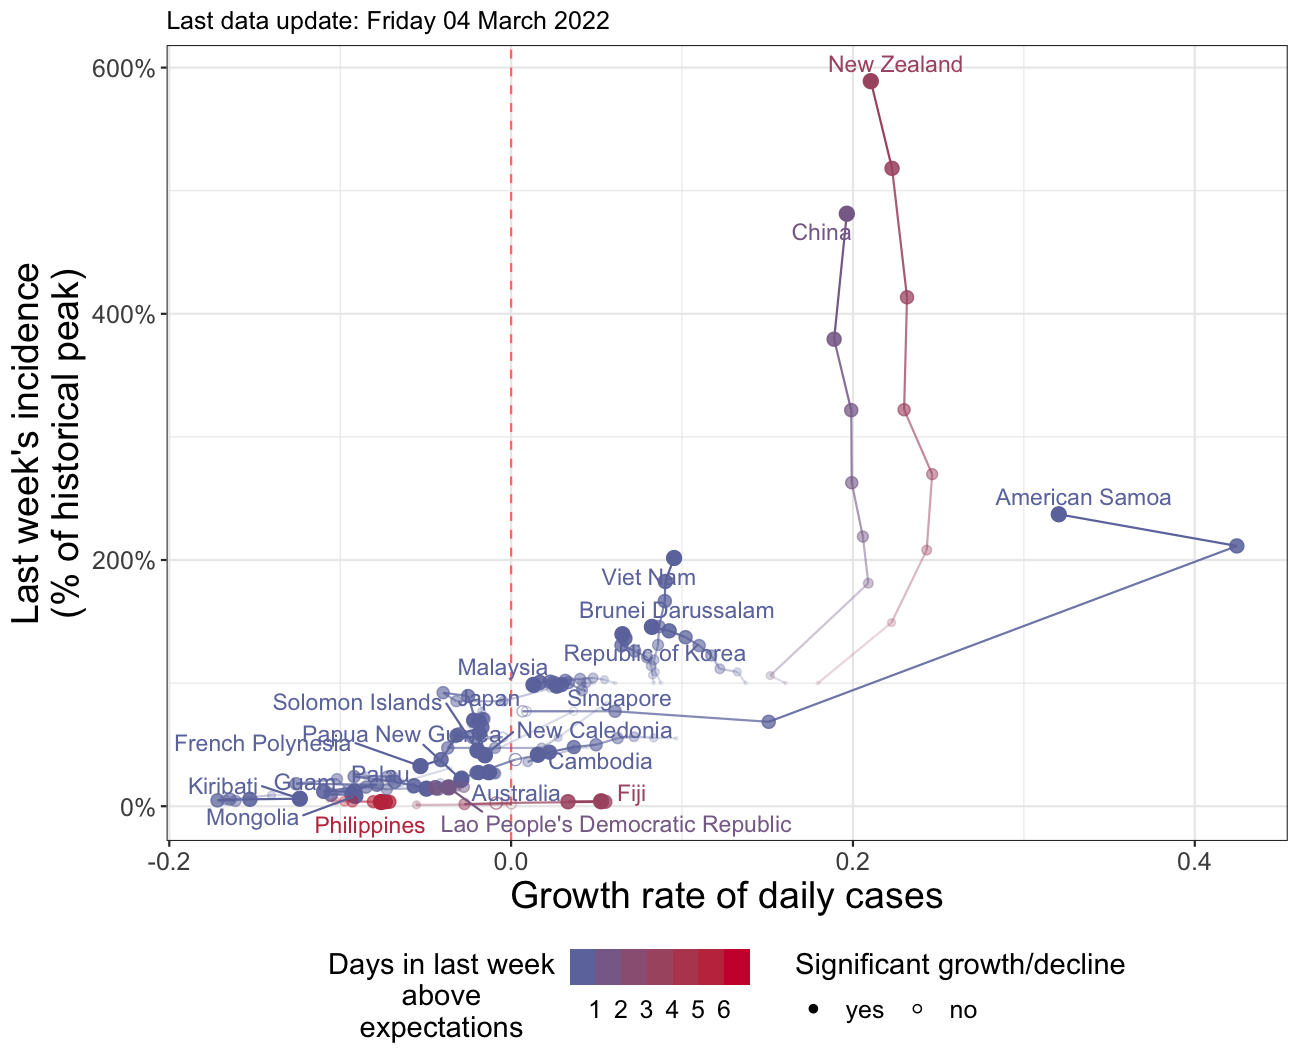 Last data update: Friday 04 March 2022
Last week's incidence
(% of historical peak)
600%
400%
200%
0%
New Zealand
China
American Samoa
Viet Nam
Brunei Darussalam
Republic of Korea
Malaysia
Solomon Islands
Japan
Singapore
Papua New Guinea
New Caledonia
French Polynesia
Cambodia
Palau
Kiribati
Guam
Australia
Fiji
Mongolia
Philippines
Lao People's Democratic Republic
-0.2
0.0
0.2
0.4
Growth rate of daily cases
Days in last week
above
expectations
1 2 3 4 5 6
Significant growth/decline
yes
no